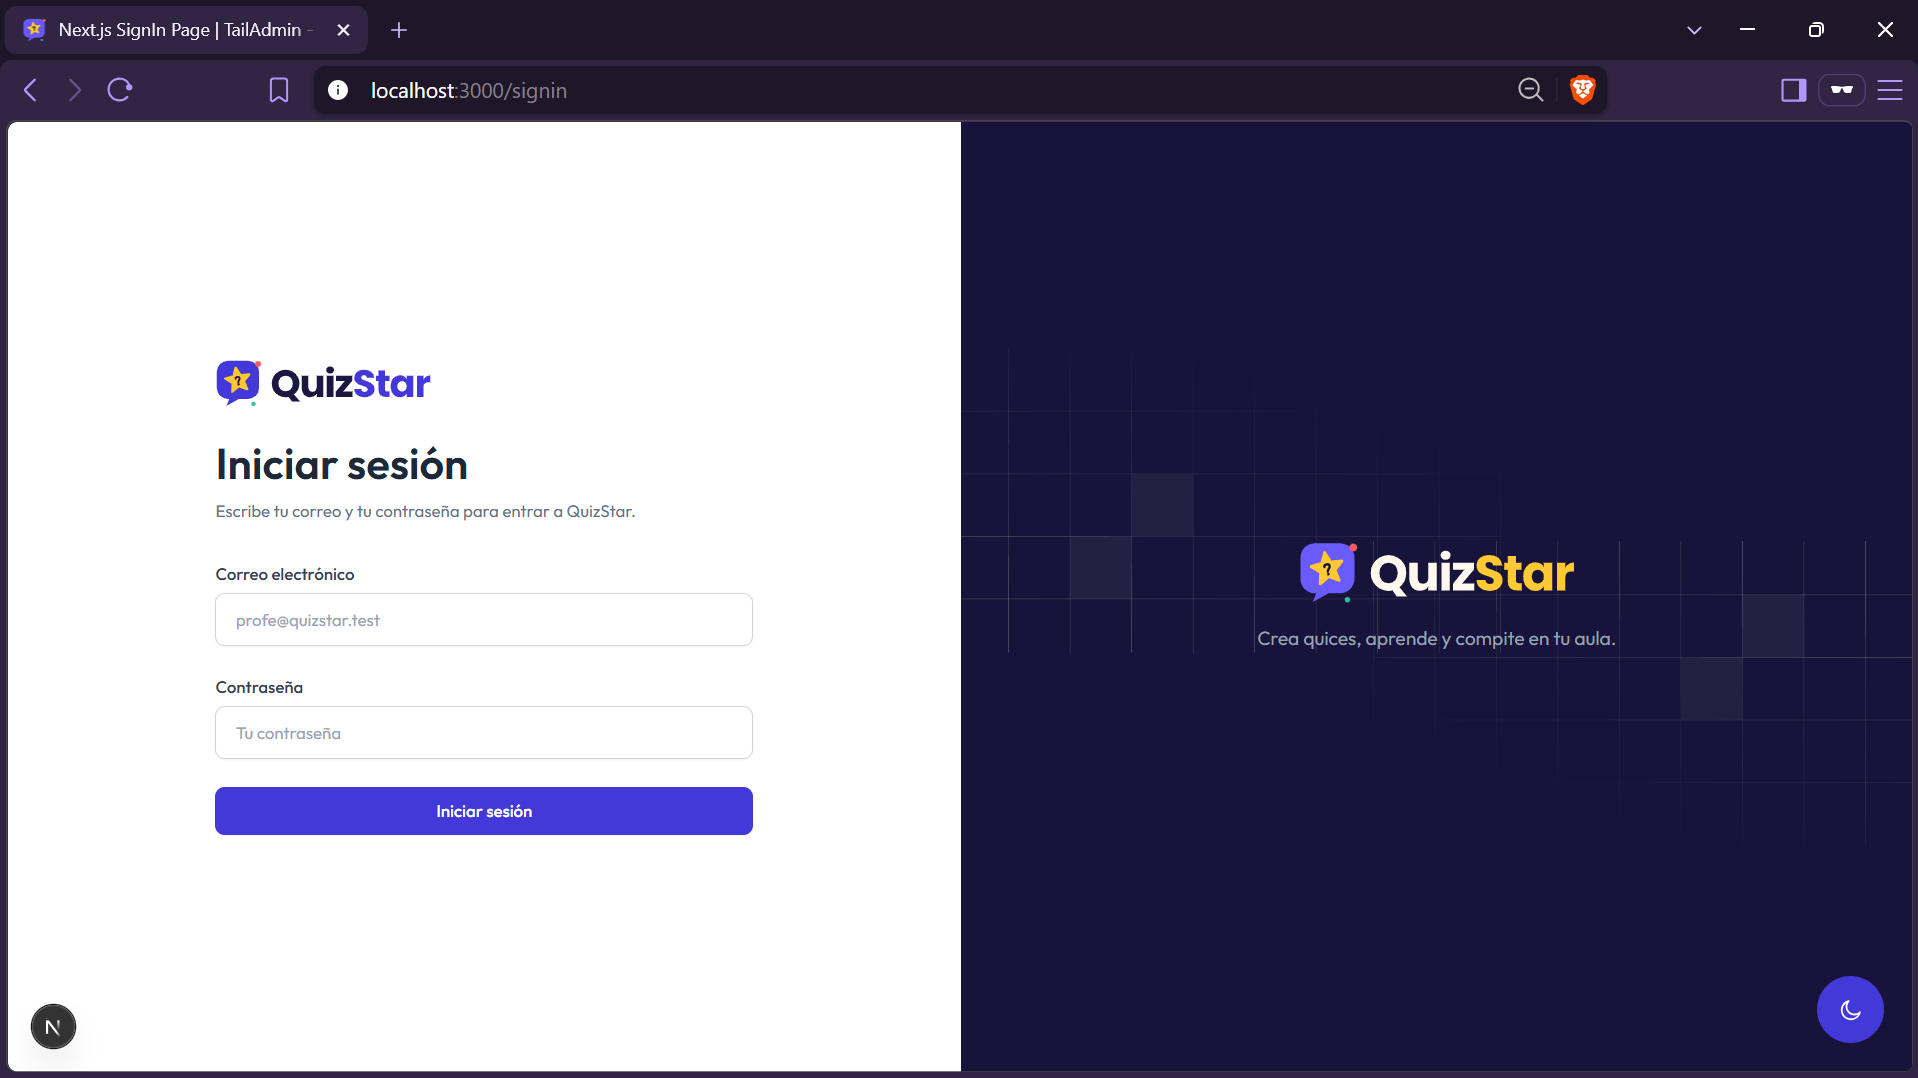 Next.js SignIn Page | TailAdmin -
localhost:3000/signin
QuizStar
Iniciar sesión
Escribe tu correo y tu contraseña para entrar a QuizStar.
Correo electrónico
profe@quizstar.test
Contraseña
Tu contraseña
Iniciar sesión
N
? QuizStar
Crea quices, aprende y compite en tu aula.